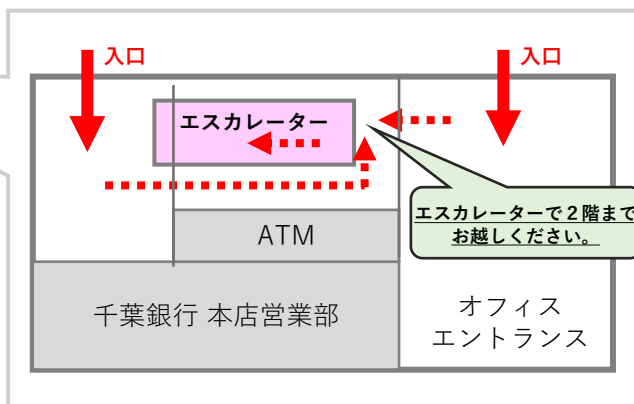 入口
入口
エスカレーター
エスカレーターで２階まで
お越しください。
ATM
千葉銀行 本店営業部
オフィス
エントランス